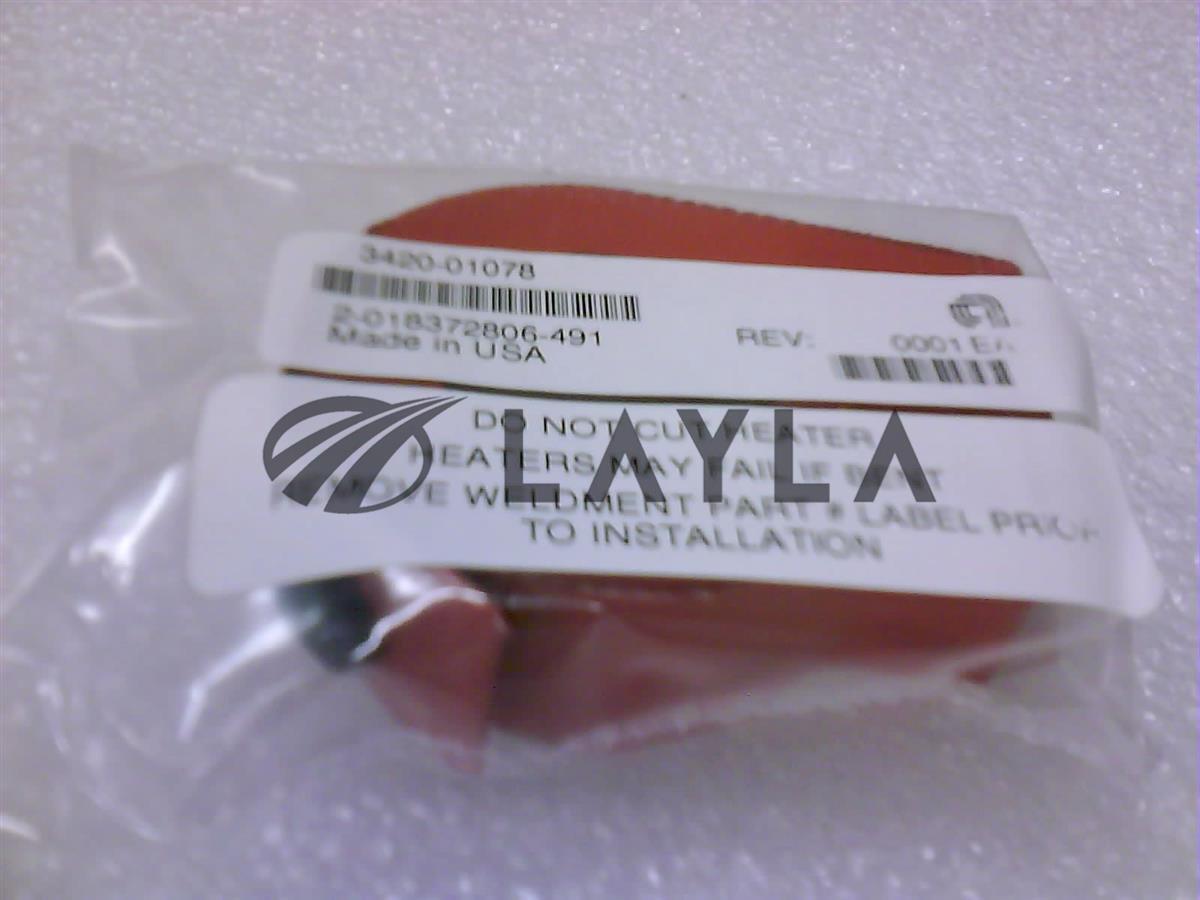 3420-01078
2-018372806-491
Made in USA
REV:
0001 EA
LAYLA
DO NOT CUT HEATER
HEATERS MAY FAIL IF BENT
REMOVE WELDMENT PART # LABEL PRIOR
TO INSTALLATION